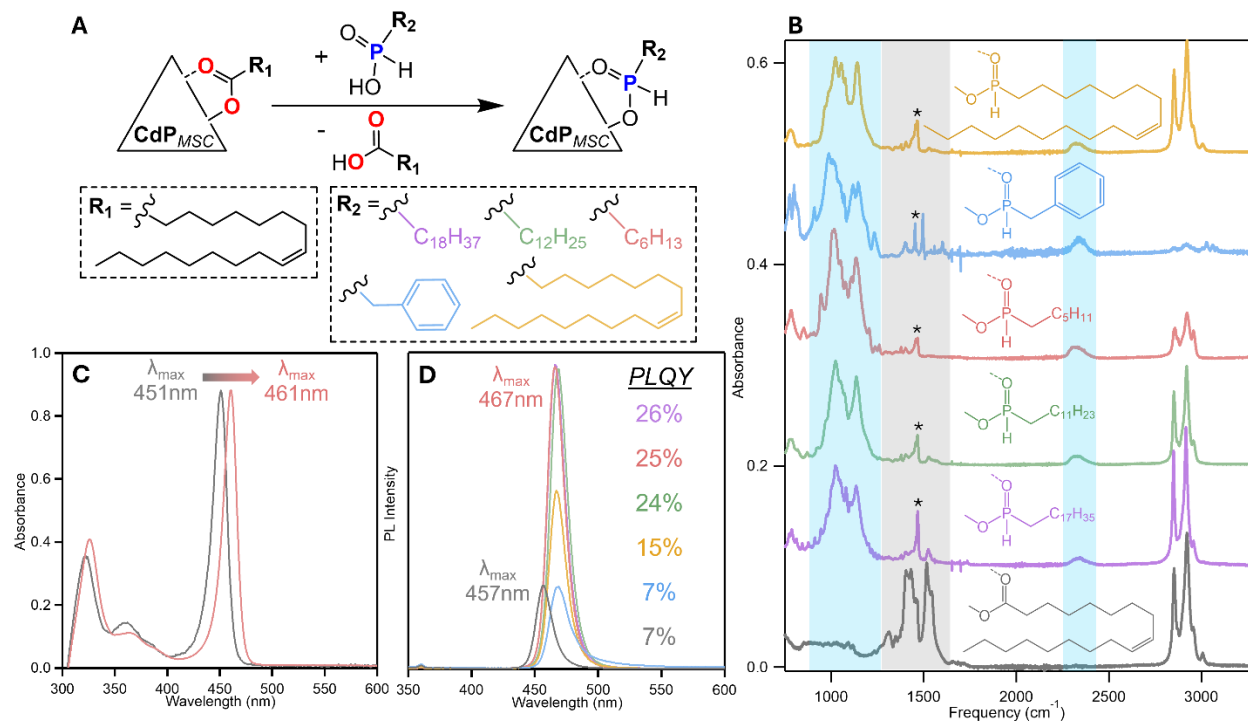 A
R₁
O
O
CdP_MSC
+
R₂
O
P
H
HO
-
O
HO
R₁
R₂
O
P
H
O
CdP_MSC
R₁ =
R₂ =
C₁₈H₃₇
C₁₂H₂₅
C₆H₁₃
B
Absorbance
0.6
0.4
0.2
0.0
1000
1500
2000
2500
3000
Frequency (cm⁻¹)
*
O
P
O
H
*
O
P
O
H
*
O
P
O
H
C₅H₁₁
*
O
P
O
H
C₁₁H₂₃
*
O
P
O
H
C₁₇H₃₅
O
O
C
λmax
451nm
λmax
461nm
Absorbance
1.0
0.8
0.6
0.4
0.2
0.0
300
350
400
450
500
550
600
Wavelength (nm)
D
λmax
467nm
λmax
457nm
PLQY
26%
25%
24%
15%
7%
7%
PL Intensity
350
400
450
500
550
600
Wavelength (nm)